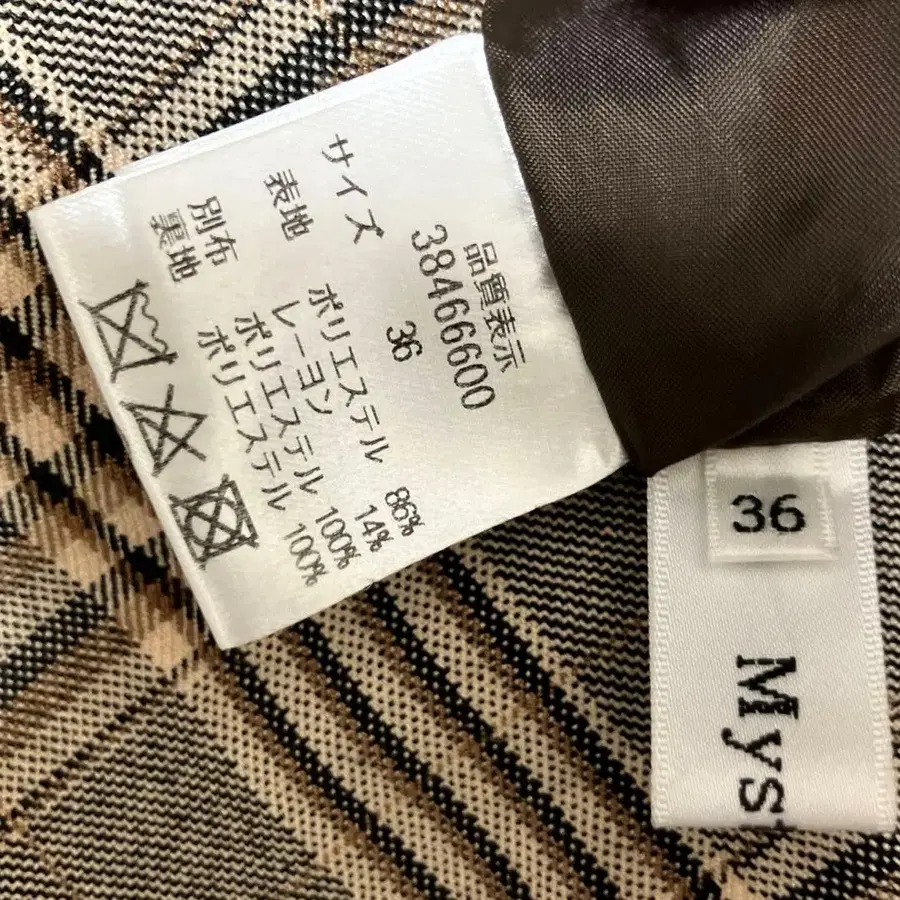 品質表示
38466600
サイズ 36
表地 ポリエステル 86%
レーヨン 14%
別布 ポリエステル 100%
裏地 ポリエステル 100%
36
Mys